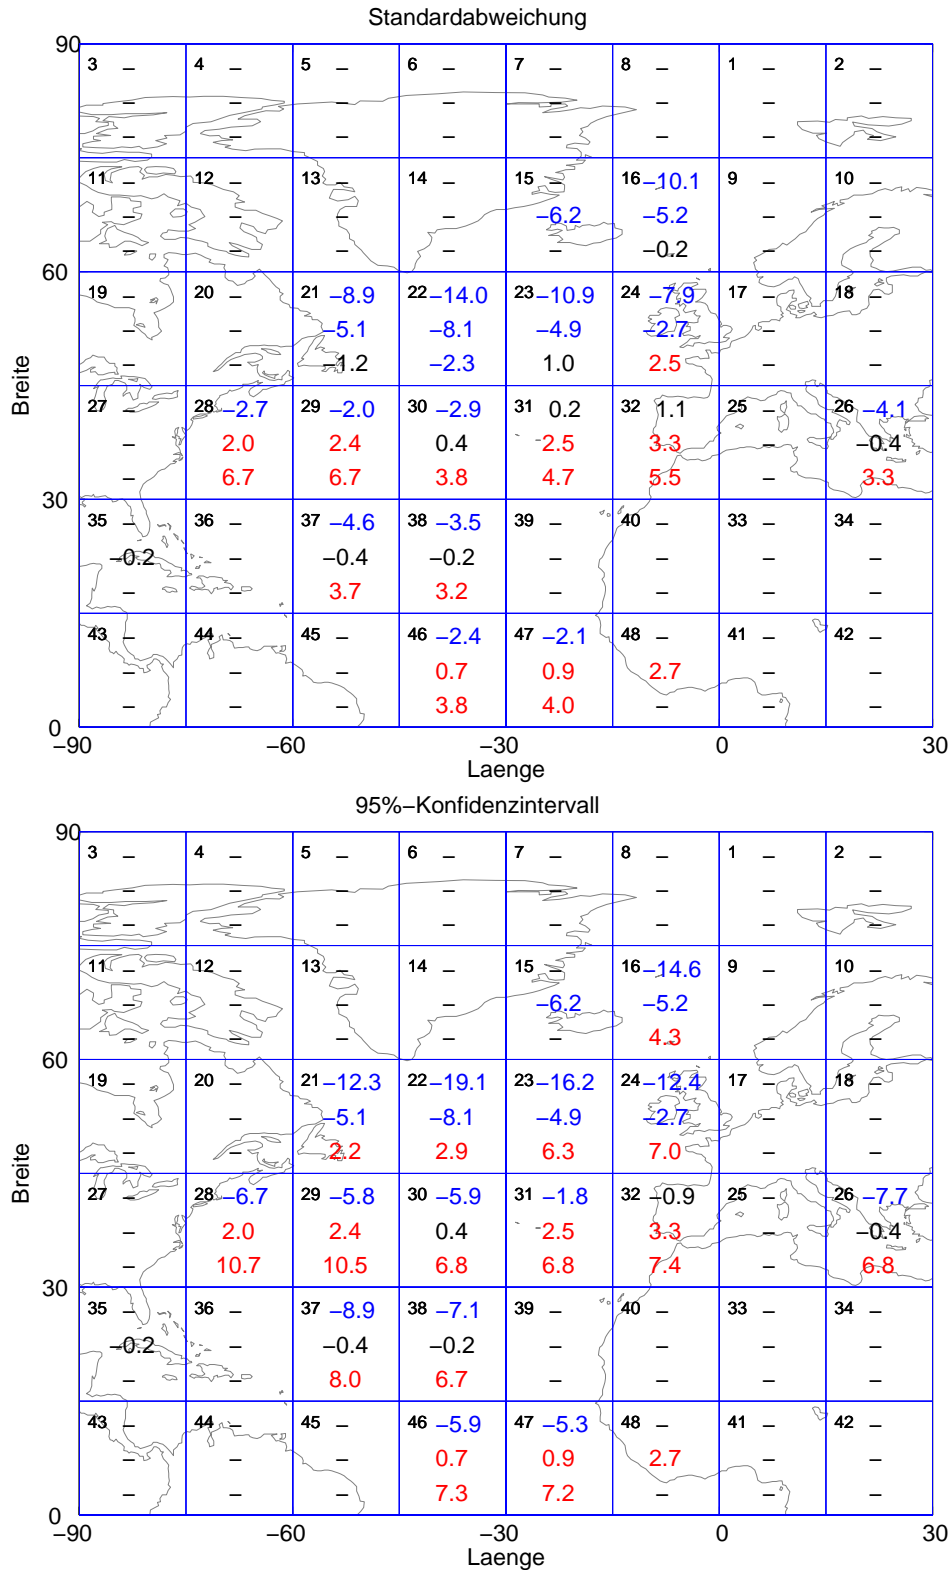 Standardabweichung
90
3 – 4 – 5 – 6 – 7 – 8 – 1 – 2 –
– – – – – – – –
– – – – – – – –
11 – 12 – 13 – 14 – 15 – 16 –10.1 9 – 10 –
– – – – –6.2 –5.2 – –
– – – – – –0.2 – –
60
19 – 20 – 21 –8.9 22 –14.0 23 –10.9 24 –7.9 17 – 18 –
– – –5.1 –8.1 –4.9 –2.7 – –
– – –1.2 –2.3 1.0 2.5 – –
27 – 28 –2.7 29 –2.0 30 –2.9 31 0.2 32 1.1 25 – 26 –4.1
– 2.0 2.4 0.4 2.5 3.3 – –0.4
– 6.7 6.7 3.8 4.7 5.5 – 3.3
30
35 – 36 – 37 –4.6 38 –3.5 39 – 40 – 33 – 34 –
–0.2 – –0.4 –0.2 – – – –
– – 3.7 3.2 – – – –
43 – 44 – 45 – 46 –2.4 47 –2.1 48 – 41 – 42 –
– – – 0.7 0.9 2.7 – –
– – – 3.8 4.0 – – –
0
–90 –60 –30 0 30
Laenge
Breite
95%–Konfidenzintervall
90
3 – 4 – 5 – 6 – 7 – 8 – 1 – 2 –
– – – – – – – –
– – – – – – – –
11 – 12 – 13 – 14 – 15 – 16 –14.6 9 – 10 –
– – – – –6.2 –5.2 – –
– – – – – 4.3 – –
60
19 – 20 – 21 –12.3 22 –19.1 23 –16.2 24 –12.4 17 – 18 –
– – –5.1 –8.1 –4.9 –2.7 – –
– – 2.2 2.9 6.3 7.0 – –
27 – 28 –6.7 29 –5.8 30 –5.9 31 –1.8 32 –0.9 25 – 26 –7.7
– 2.0 2.4 0.4 2.5 3.3 – –0.4
– 10.7 10.5 6.8 6.8 7.4 – 6.8
30
35 – 36 – 37 –8.9 38 –7.1 39 – 40 – 33 – 34 –
–0.2 – –0.4 –0.2 – – – –
– – 8.0 6.7 – – – –
43 – 44 – 45 – 46 –5.9 47 –5.3 48 – 41 – 42 –
– – – 0.7 0.9 2.7 – –
– – – 7.3 7.2 – – –
0
–90 –60 –30 0 30
Laenge
Breite